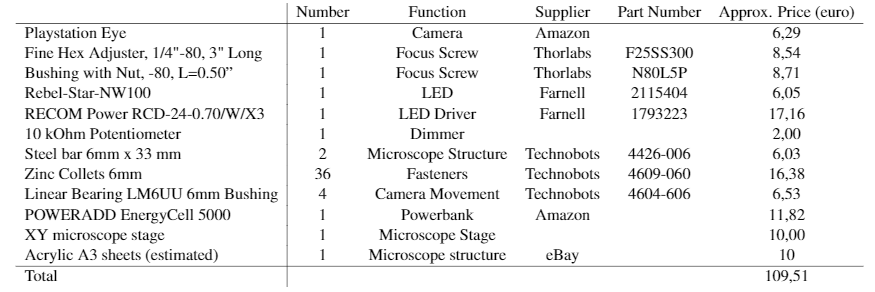 Number Function Supplier Part Number Approx. Price (euro)
Playstation Eye 1 Camera Amazon 6,29
Fine Hex Adjuster, 1/4"-80, 3" Long 1 Focus Screw Thorlabs F25SS300 8,54
Bushing with Nut, -80, L=0.50” 1 Focus Screw Thorlabs N80L5P 8,71
Rebel-Star-NW100 1 LED Farnell 2115404 6,05
RECOM Power RCD-24-0.70/W/X3 1 LED Driver Farnell 1793223 17,16
10 kOhm Potentiometer 1 Dimmer 2,00
Steel bar 6mm x 33 mm 2 Microscope Structure Technobots 4426-006 6,03
Zinc Collets 6mm 36 Fasteners Technobots 4609-060 16,38
Linear Bearing LM6UU 6mm Bushing 4 Camera Movement Technobots 4604-606 6,53
POWERADD EnergyCell 5000 1 Powerbank Amazon 11,82
XY microscope stage 1 Microscope Stage 10,00
Acrylic A3 sheets (estimated) 1 Microscope structure eBay 10
Total 109,51